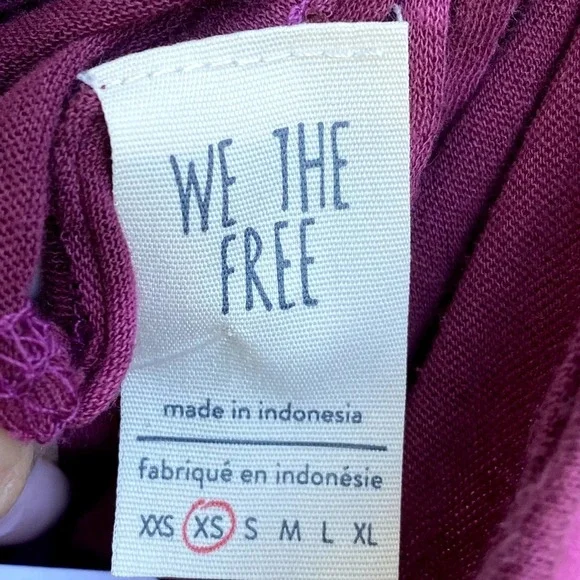 WE THE
FREE
made in indonesia
fabriqué en indonésie
XXS XS S M L XL